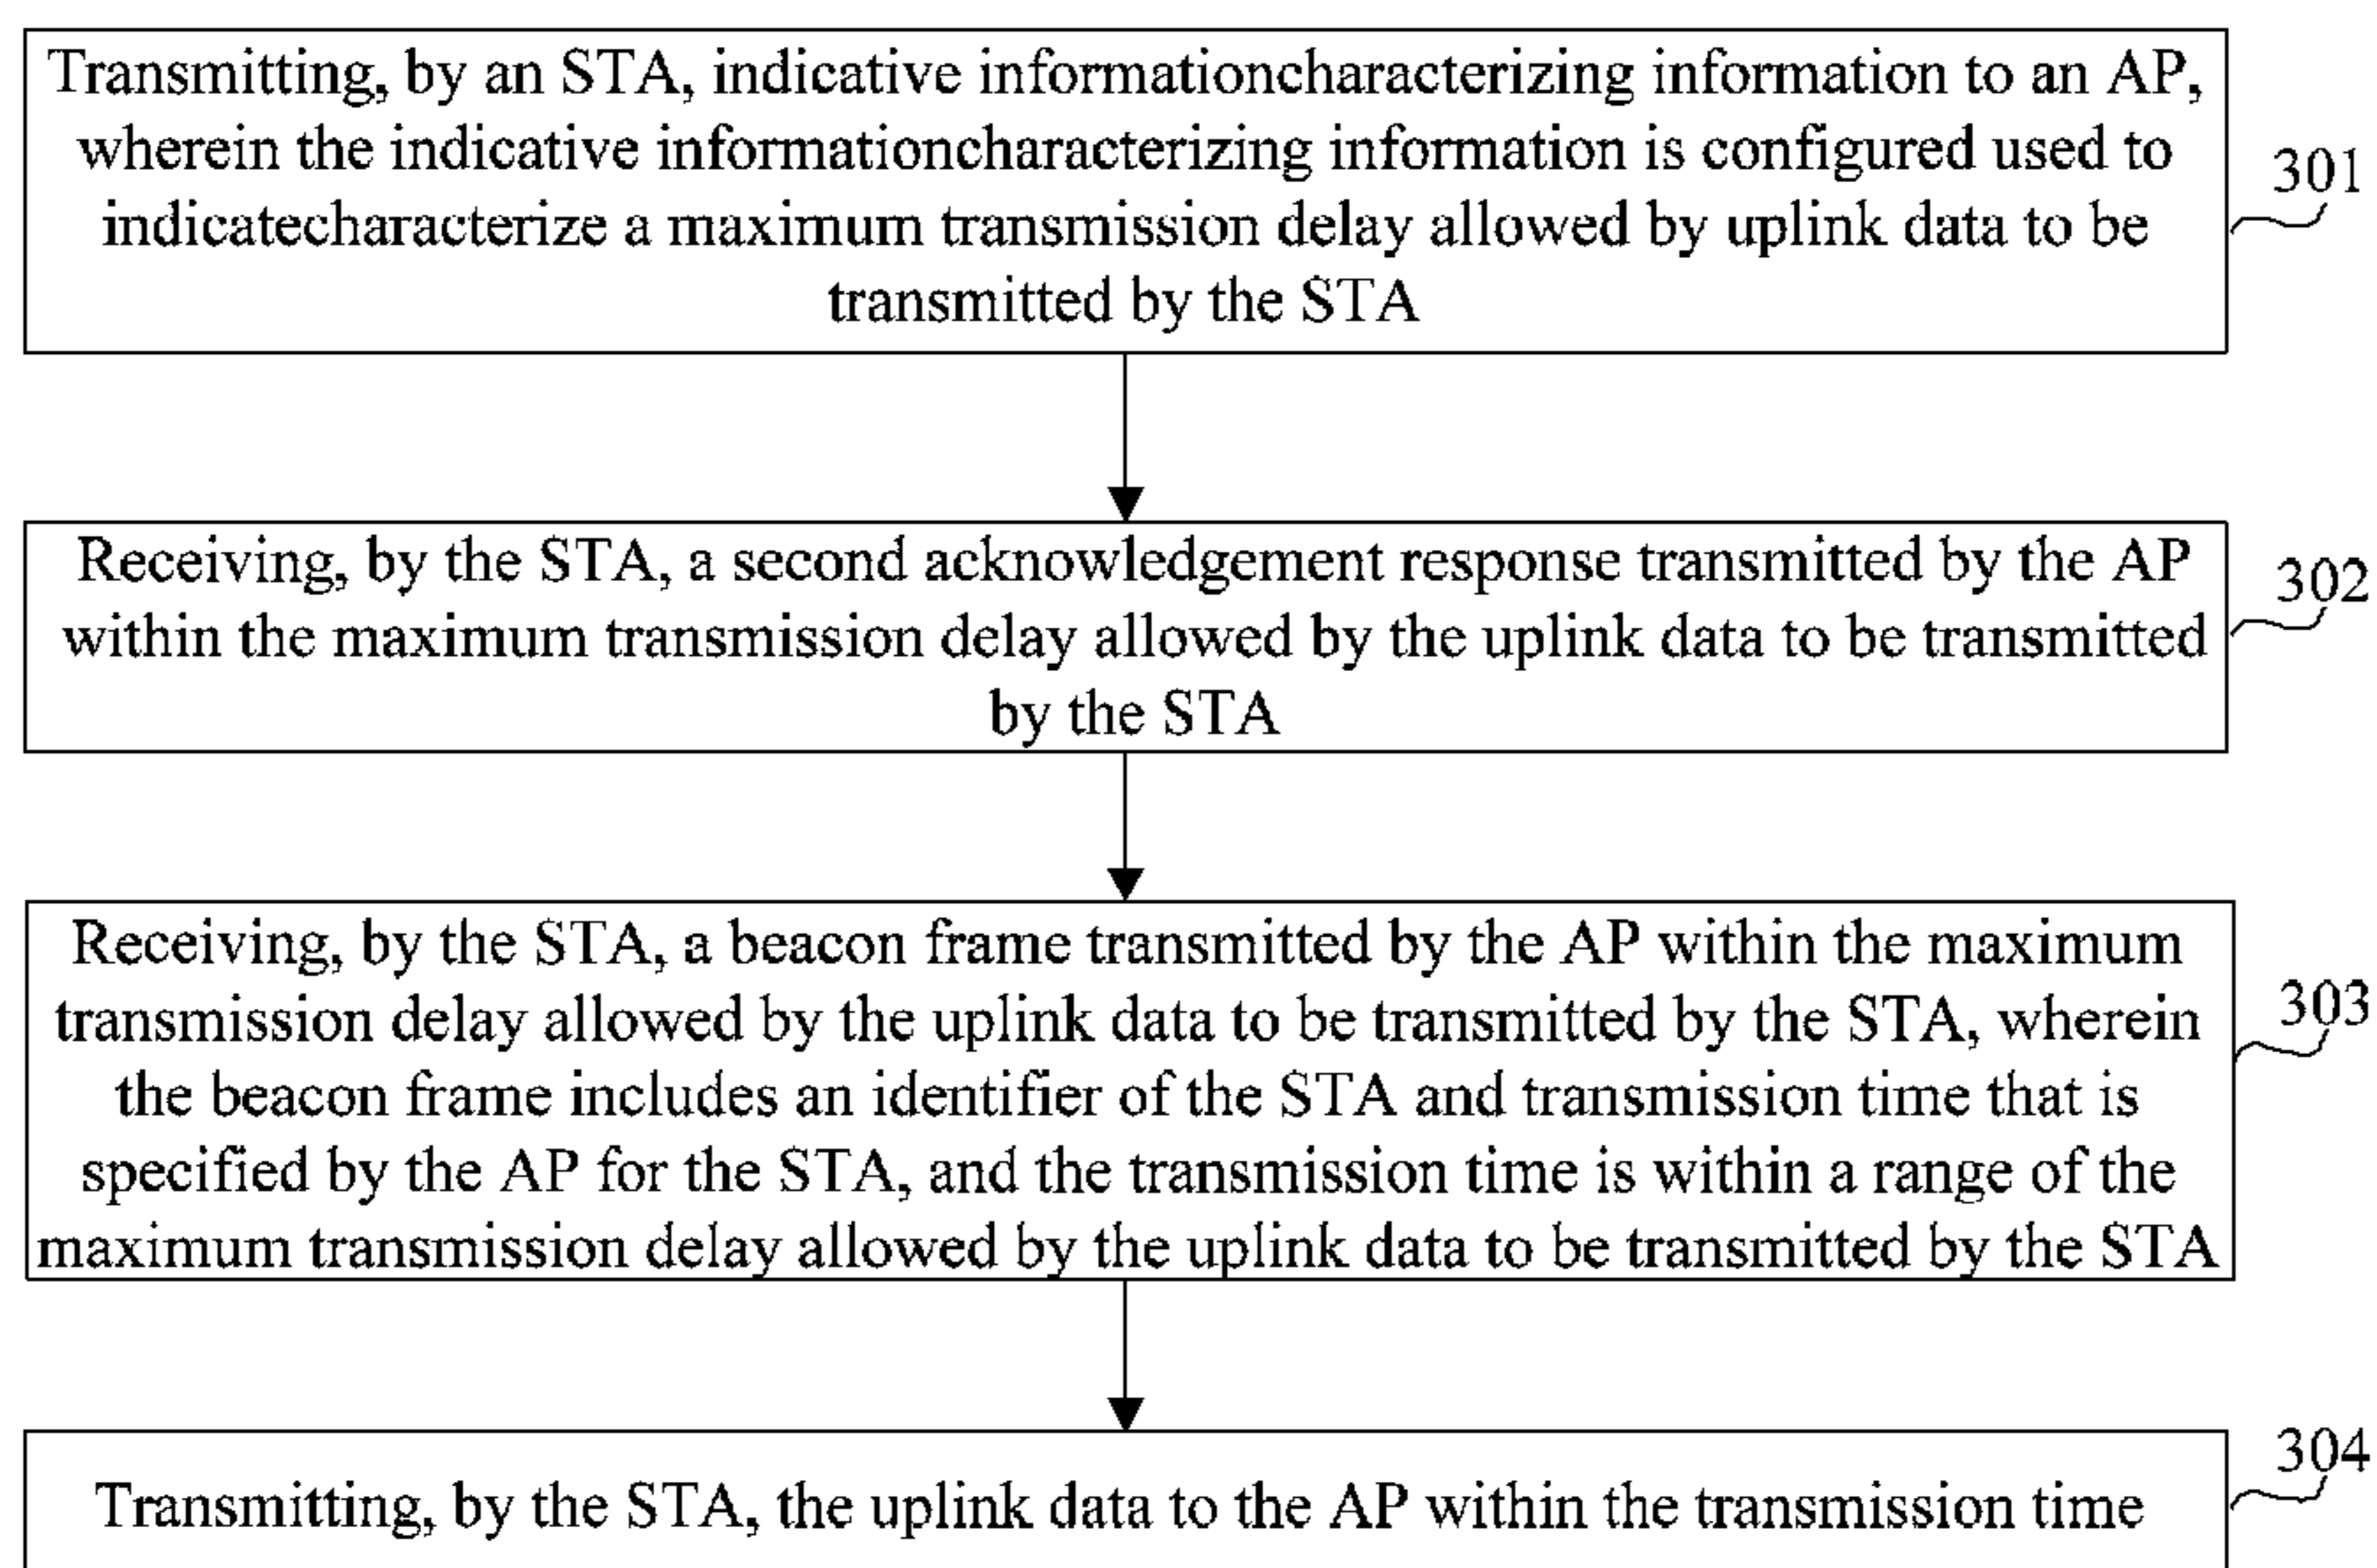 Transmitting, by an STA, indicative informationcharacterizing information to an AP,
wherein the indicative informationcharacterizing information is configured used to
indicatecharacterize a maximum transmission delay allowed by uplink data to be
transmitted by the STA
301
Receiving, by the STA, a second acknowledgement response transmitted by the AP
within the maximum transmission delay allowed by the uplink data to be transmitted
by the STA
302
Receiving, by the STA, a beacon frame transmitted by the AP within the maximum
transmission delay allowed by the uplink data to be transmitted by the STA, wherein
the beacon frame includes an identifier of the STA and transmission time that is
specified by the AP for the STA, and the transmission time is within a range of the
maximum transmission delay allowed by the uplink data to be transmitted by the STA
303
Transmitting, by the STA, the uplink data to the AP within the transmission time
304